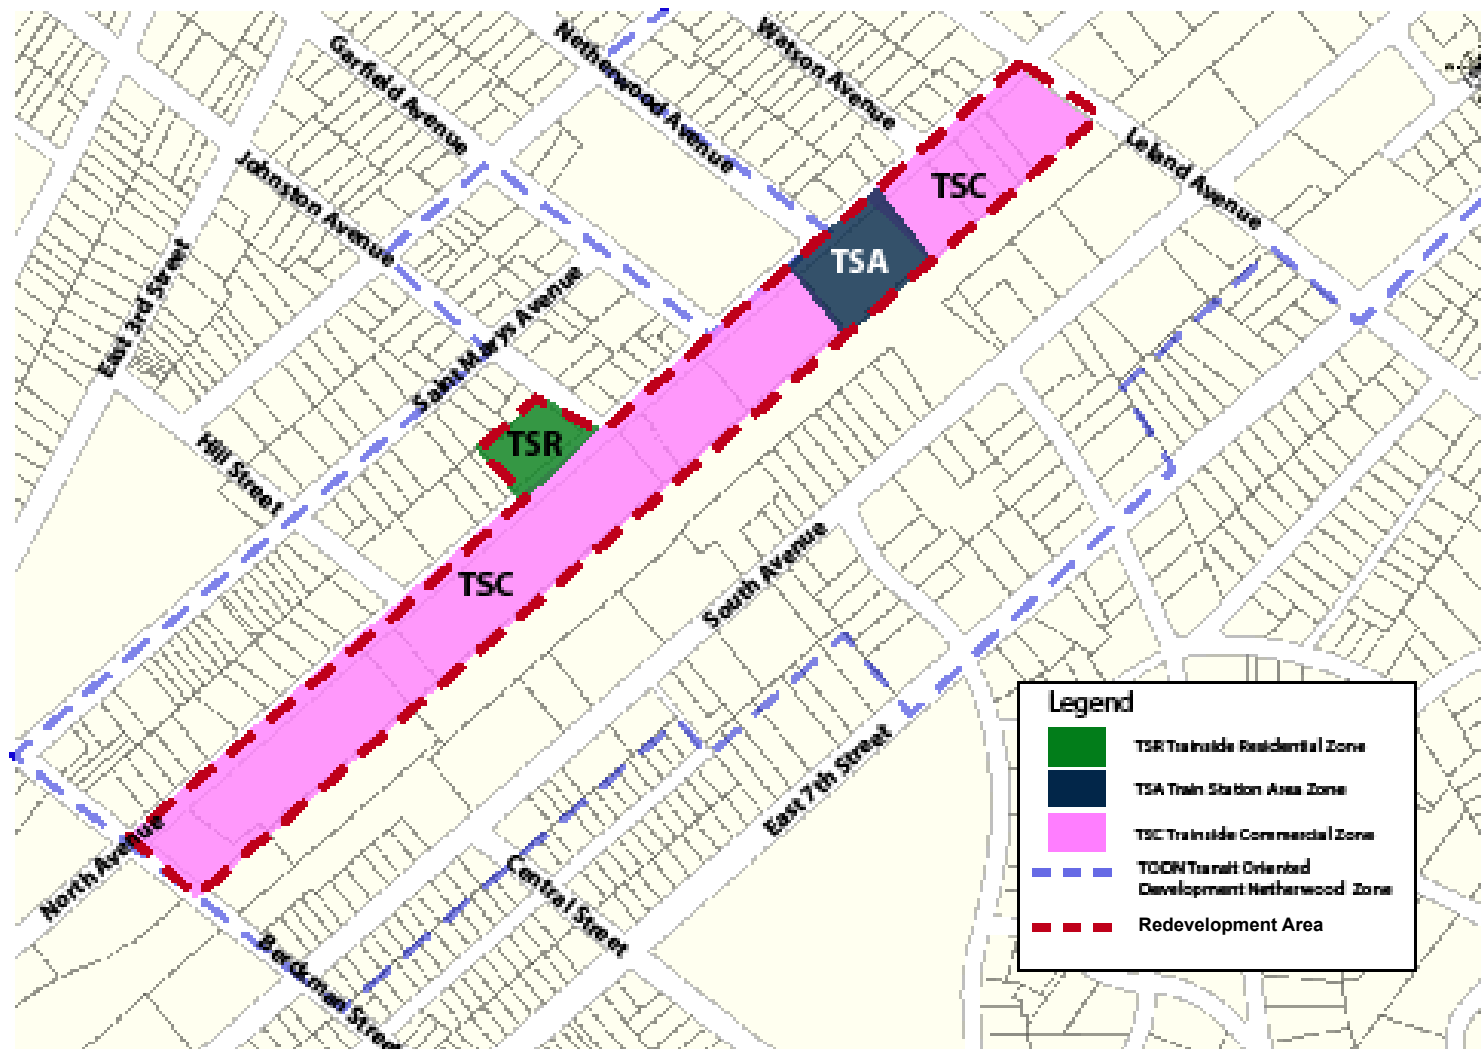 Netherwood Avenue
Watson Avenue
Garfield Avenue
Leland Avenue
Johnston Avenue
TSC
East 3rd Street
TSA
Saint Marys Avenue
TSR
Hill Street
TSC
South Avenue
East 7th Street
North Avenue
Central Street
Berckman Street
Legend
TSR Trainside Residential Zone
TSA Train Station Area Zone
TSC Trainside Commercial Zone
TODN Transit Oriented
Development Netherwood Zone
Redevelopment Area